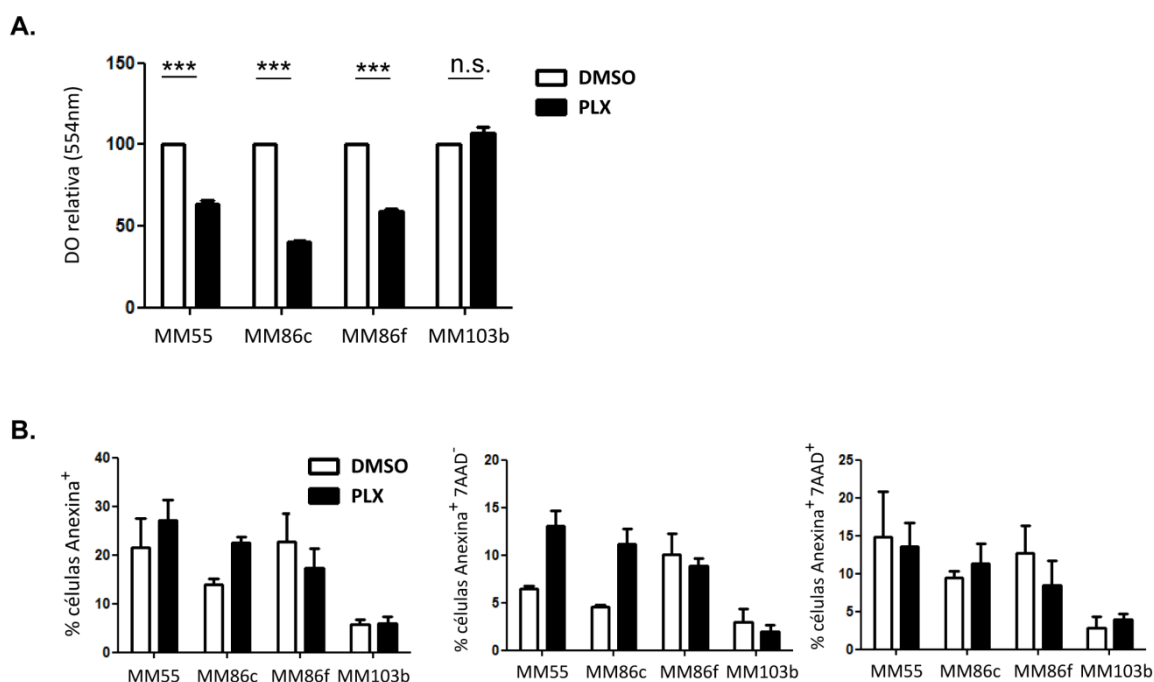 A.
DO relativa (554nm)
150
100
50
0
*** *** *** n.s.
DMSO
PLX
MM55 MM86c MM86f MM103b
B.
% células Anexina⁺
40
30
20
10
0
DMSO
PLX
MM55 MM86c MM86f MM103b
% células Anexina⁺ 7AAD⁻
20
15
10
5
0
MM55 MM86c MM86f MM103b
% células Anexina⁺ 7AAD⁺
25
20
15
10
5
0
MM55 MM86c MM86f MM103b